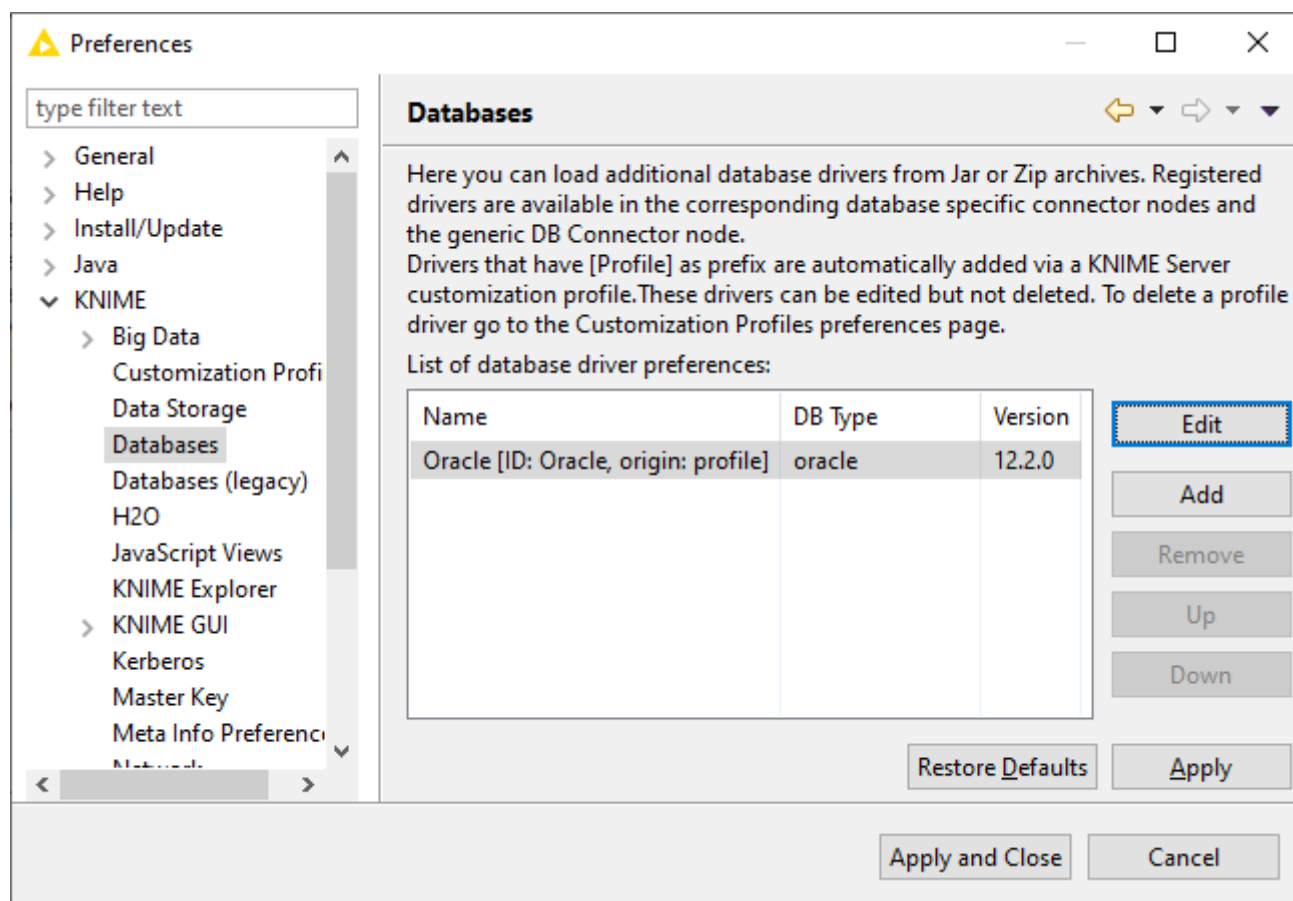 Preferences
type filter text
General
Help
Install/Update
Java
KNIME
Big Data
Customization Profi
Data Storage
Databases
Databases (legacy)
H2O
JavaScript Views
KNIME Explorer
KNIME GUI
Kerberos
Master Key
Meta Info Preferenc
Databases
Here you can load additional database drivers from Jar or Zip archives. Registered
drivers are available in the corresponding database specific connector nodes and
the generic DB Connector node.
Drivers that have [Profile] as prefix are automatically added via a KNIME Server
customization profile.These drivers can be edited but not deleted. To delete a profile
driver go to the Customization Profiles preferences page.
List of database driver preferences:
Name DB Type Version
Oracle [ID: Oracle, origin: profile] oracle 12.2.0
Edit
Add
Remove
Up
Down
Restore Defaults Apply
Apply and Close Cancel